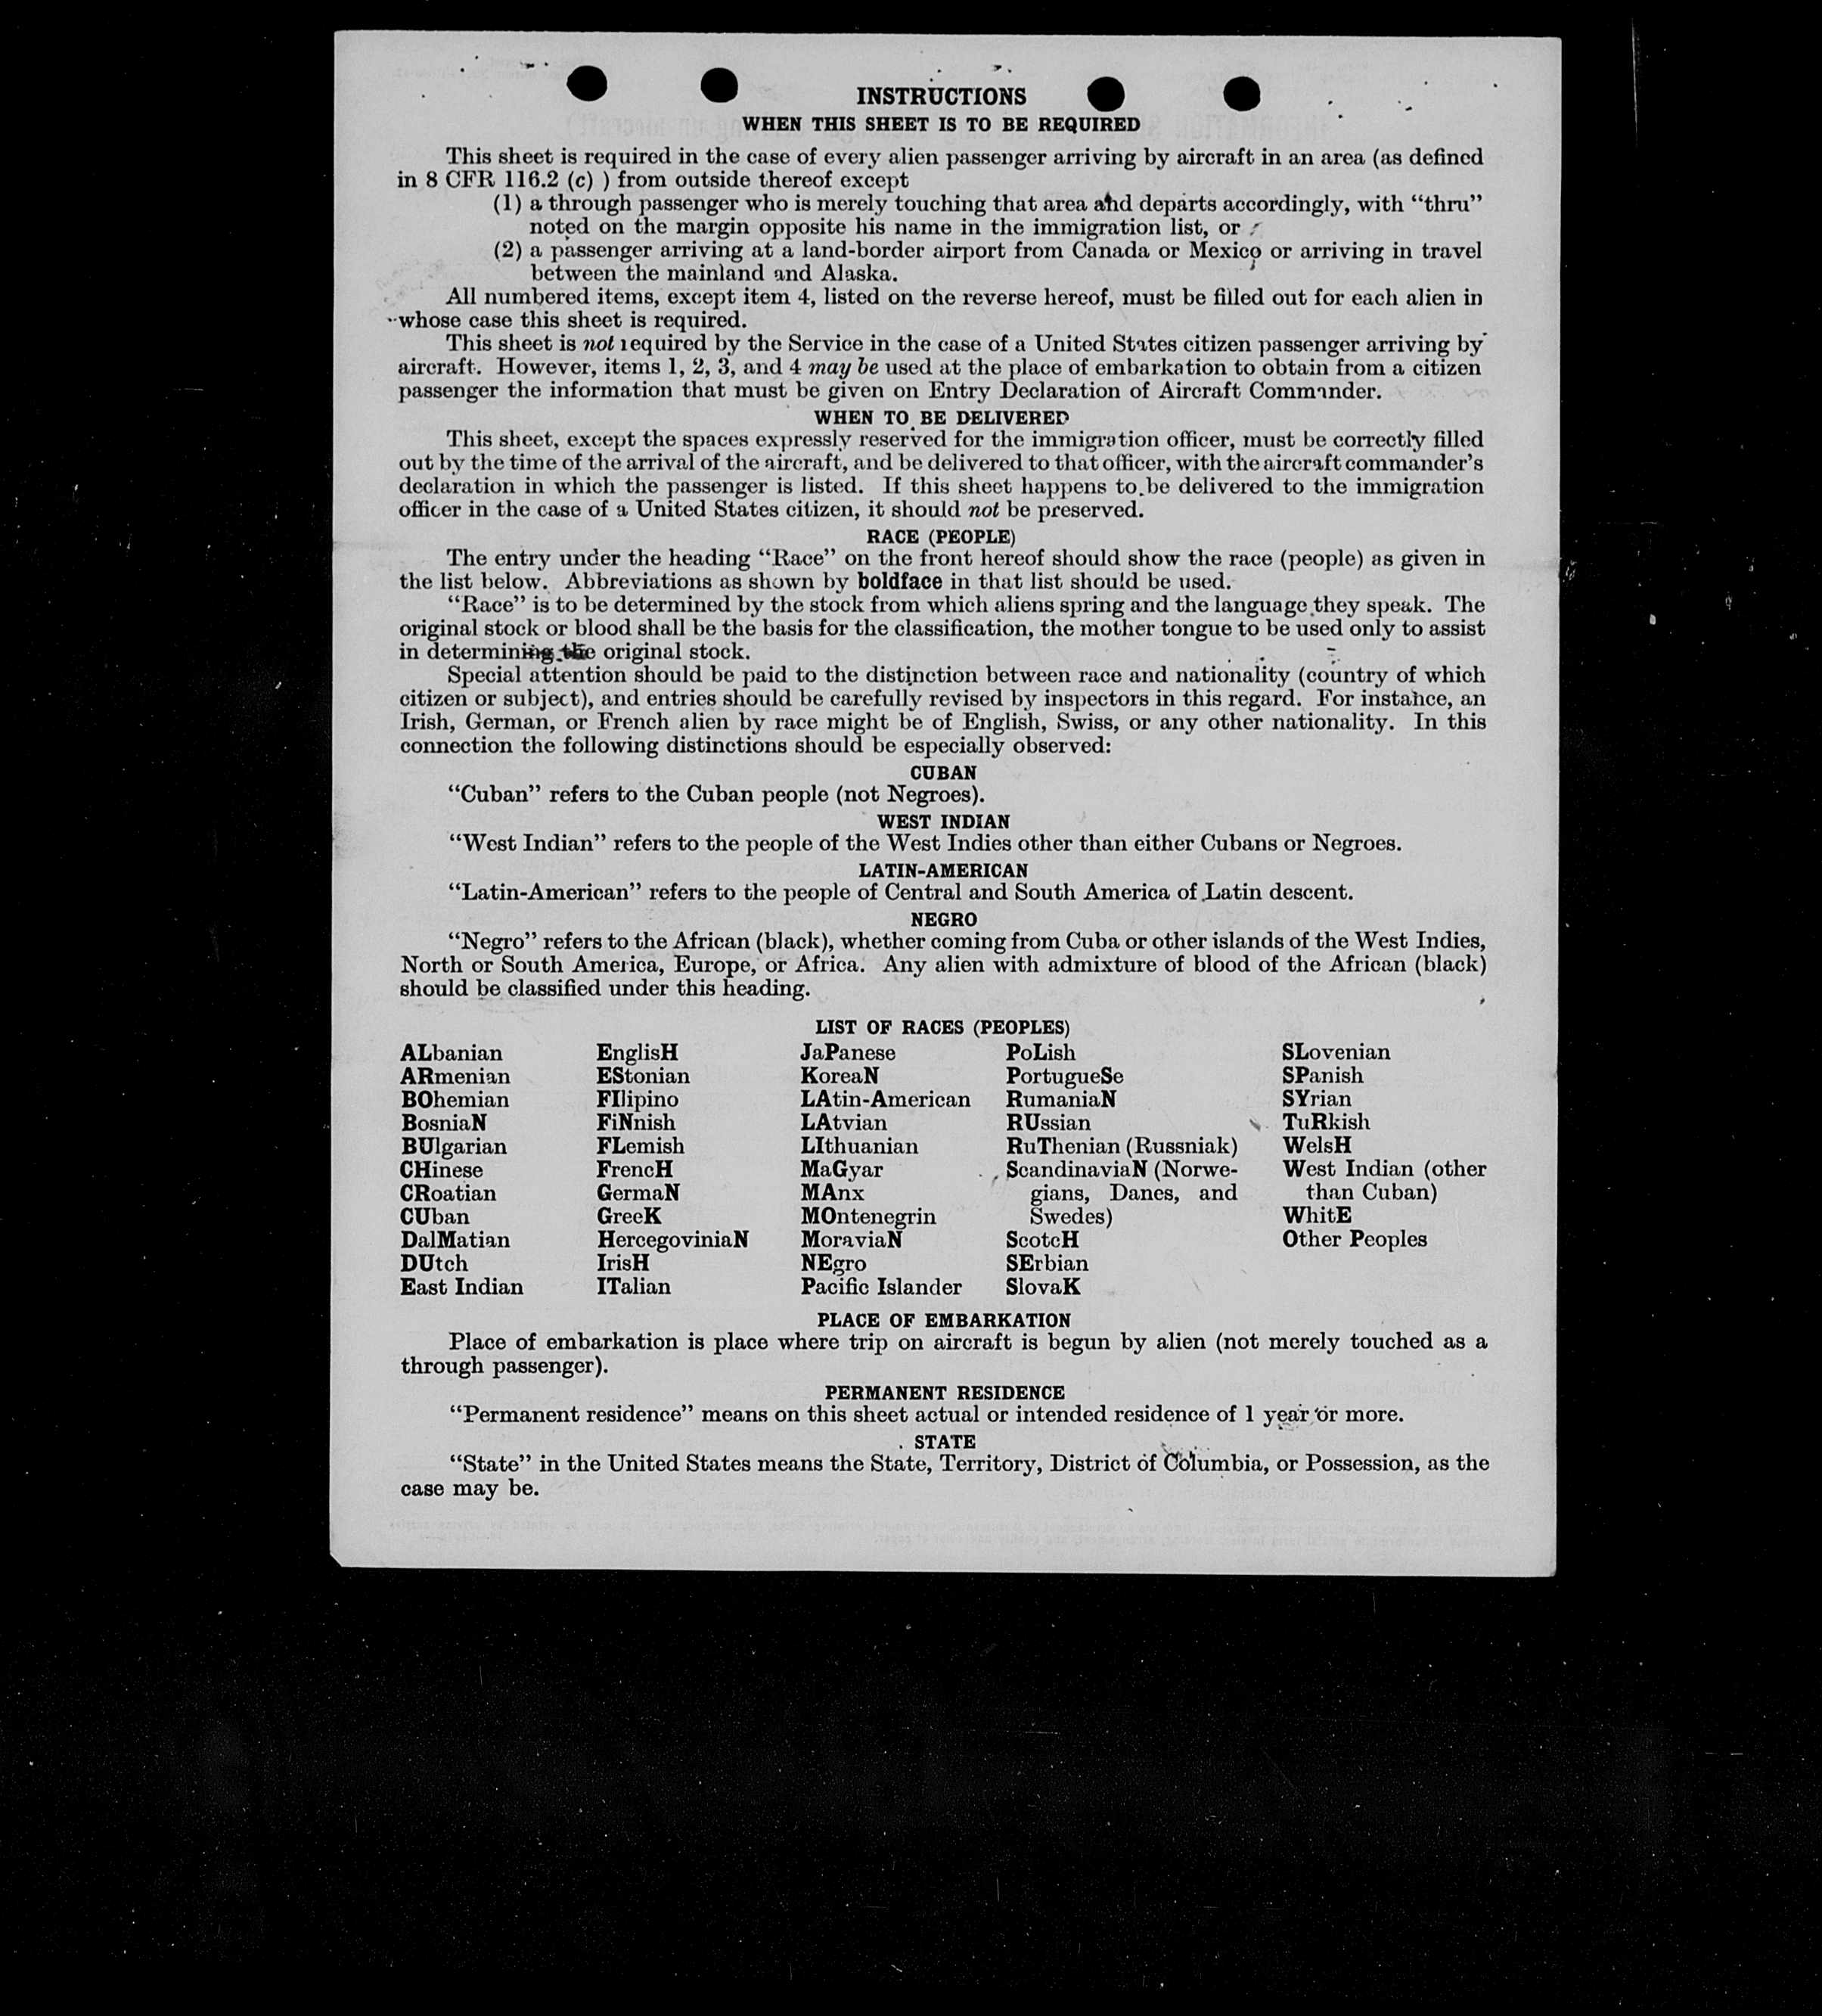 INSTRUCTIONS
WHEN THIS SHEET IS TO BE REQUIRED
This sheet is required in the case of every alien passenger arriving by aircraft in an area (as defined
in 8 CFR 116.2 (c) ) from outside thereof except
(1) a through passenger who is merely touching that area and departs accordingly, with “thru”
noted on the margin opposite his name in the immigration list, or
(2) a passenger arriving at a land-border airport from Canada or Mexico or arriving in travel
between the mainland and Alaska.
All numbered items, except item 4, listed on the reverse hereof, must be filled out for each alien in
whose case this sheet is required.
This sheet is not required by the Service in the case of a United States citizen passenger arriving by
aircraft. However, items 1, 2, 3, and 4 may be used at the place of embarkation to obtain from a citizen
passenger the information that must be given on Entry Declaration of Aircraft Commander.
WHEN TO BE DELIVERED
This sheet, except the spaces expressly reserved for the immigration officer, must be correctly filled
out by the time of the arrival of the aircraft, and be delivered to that officer, with the aircraft commander’s
declaration in which the passenger is listed. If this sheet happens to be delivered to the immigration
officer in the case of a United States citizen, it should not be preserved.
RACE (PEOPLE)
The entry under the heading “Race” on the front hereof should show the race (people) as given in
the list below. Abbreviations as shown by boldface in that list should be used.
“Race” is to be determined by the stock from which aliens spring and the language they speak. The
original stock or blood shall be the basis for the classification, the mother tongue to be used only to assist
in determining the original stock.
Special attention should be paid to the distinction between race and nationality (country of which
citizen or subject), and entries should be carefully revised by inspectors in this regard. For instance, an
Irish, German, or French alien by race might be of English, Swiss, or any other nationality. In this
connection the following distinctions should be especially observed:
CUBAN
“Cuban” refers to the Cuban people (not Negroes).
WEST INDIAN
“West Indian” refers to the people of the West Indies other than either Cubans or Negroes.
LATIN-AMERICAN
“Latin-American” refers to the people of Central and South America of Latin descent.
NEGRO
“Negro” refers to the African (black), whether coming from Cuba or other islands of the West Indies,
North or South America, Europe, or Africa. Any alien with admixture of blood of the African (black)
should be classified under this heading.
LIST OF RACES (PEOPLES)
ALbanian
ARmenian
BOhemian
BosniaN
BUlgarian
CHinese
CRoatian
CUban
DalMatian
DUtch
East Indian
EnglisH
EStonian
FIlipino
FiNnish
FLemish
FrencH
GermaN
GreeK
HercegoviniaN
IrisH
ITalian
JaPanese
KoreaN
LAtin-American
LAtvian
LIthuanian
MaGyar
MAnx
MOntenegrin
MoraviaN
NEgro
Pacific Islander
PoLish
PortugueSe
RumaniaN
RUssian
RuThenian (Russniak)
ScandinaviaN (Norwe-
gians, Danes, and
Swedes)
ScotcH
SErbian
SlovaK
SLovenian
SPanish
SYrian
TuRkish
WelsH
West Indian (other
than Cuban)
WhitE
Other Peoples
PLACE OF EMBARKATION
Place of embarkation is place where trip on aircraft is begun by alien (not merely touched as a
through passenger).
PERMANENT RESIDENCE
“Permanent residence” means on this sheet actual or intended residence of 1 year or more.
STATE
“State” in the United States means the State, Territory, District of Columbia, or Possession, as the
case may be.